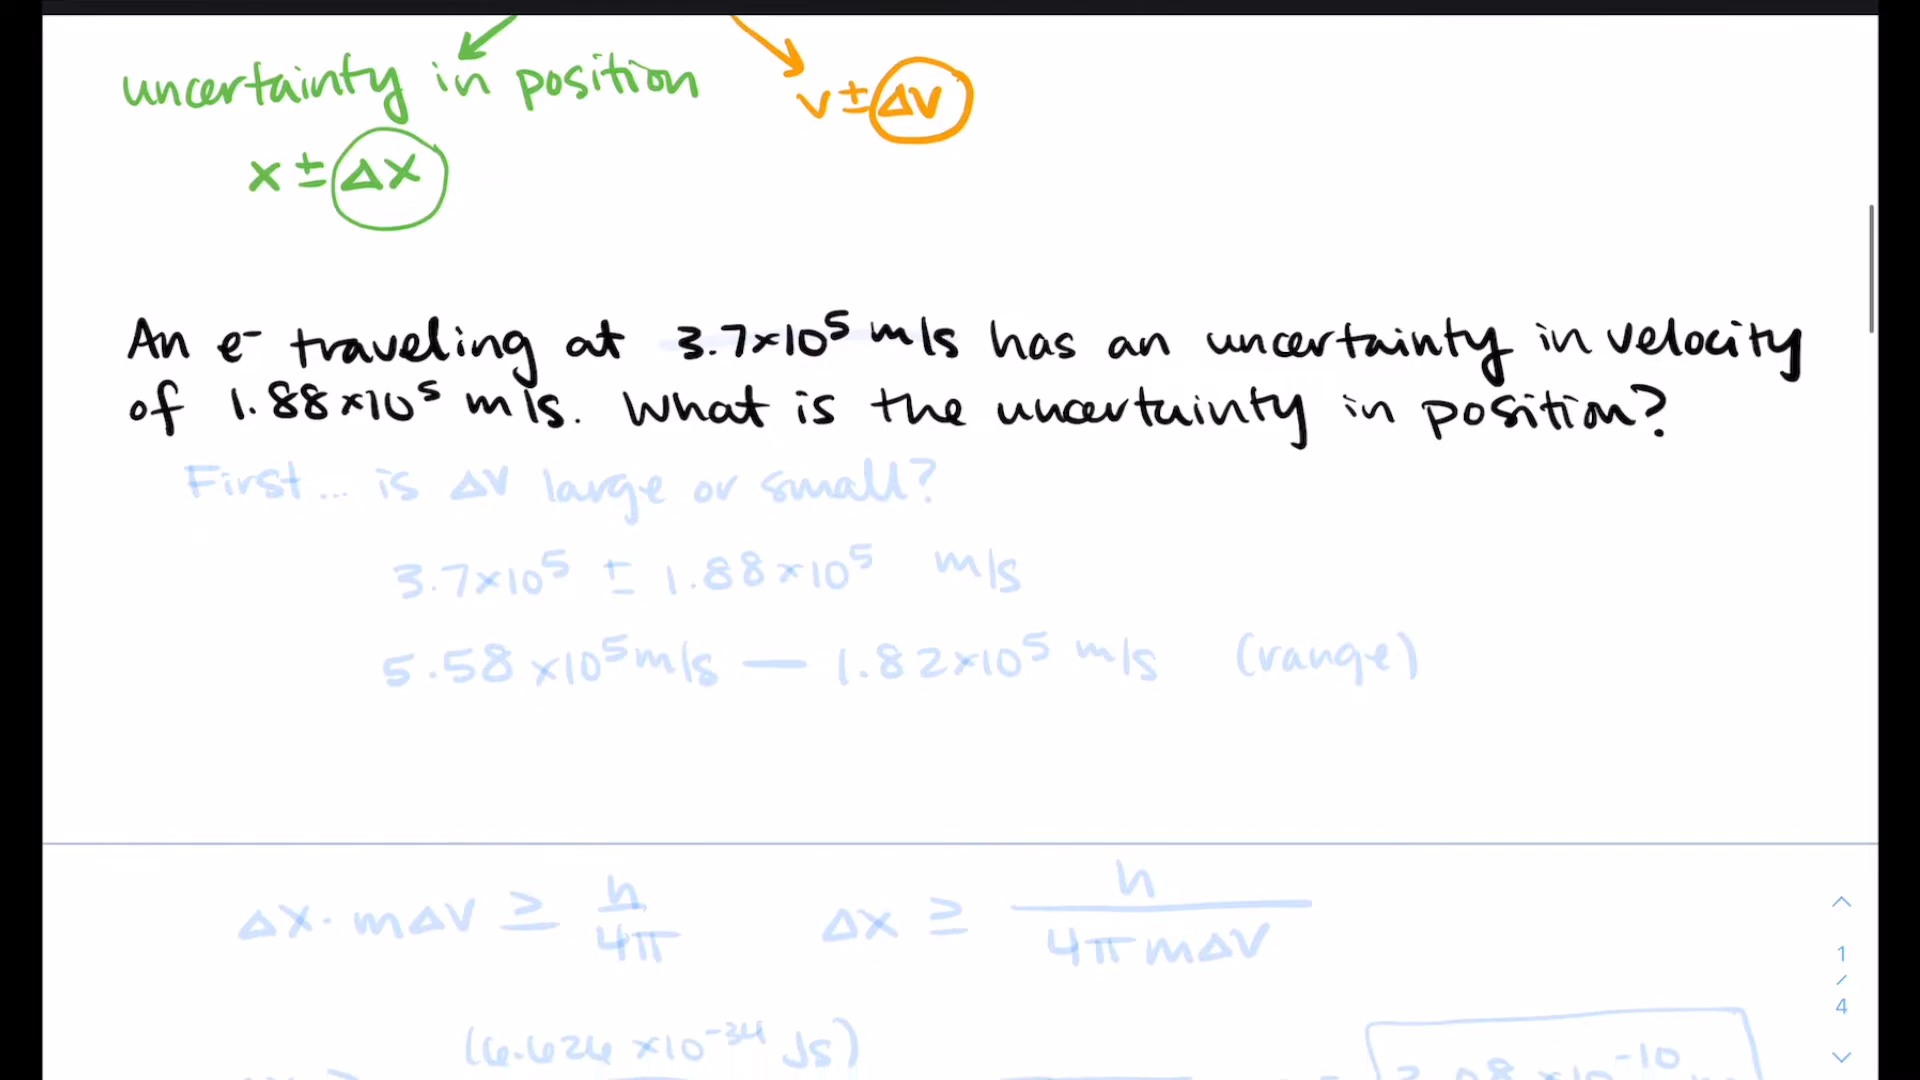 uncertainty in position
v ± Δv
x ± Δx
An e⁻ traveling at 3.7×10⁵ m/s has an uncertainty in velocity
of 1.88×10⁵ m/s. What is the uncertainty in position?
First... is Δv large or small?
3.7×10⁵ ± 1.88×10⁵ m/s
5.58×10⁵ m/s — 1.82×10⁵ m/s (range)
Δx · mΔv ≥ h/4π Δx ≥ h/4πmΔv
1
/
4
(6.626 ×10⁻³⁴ Js)